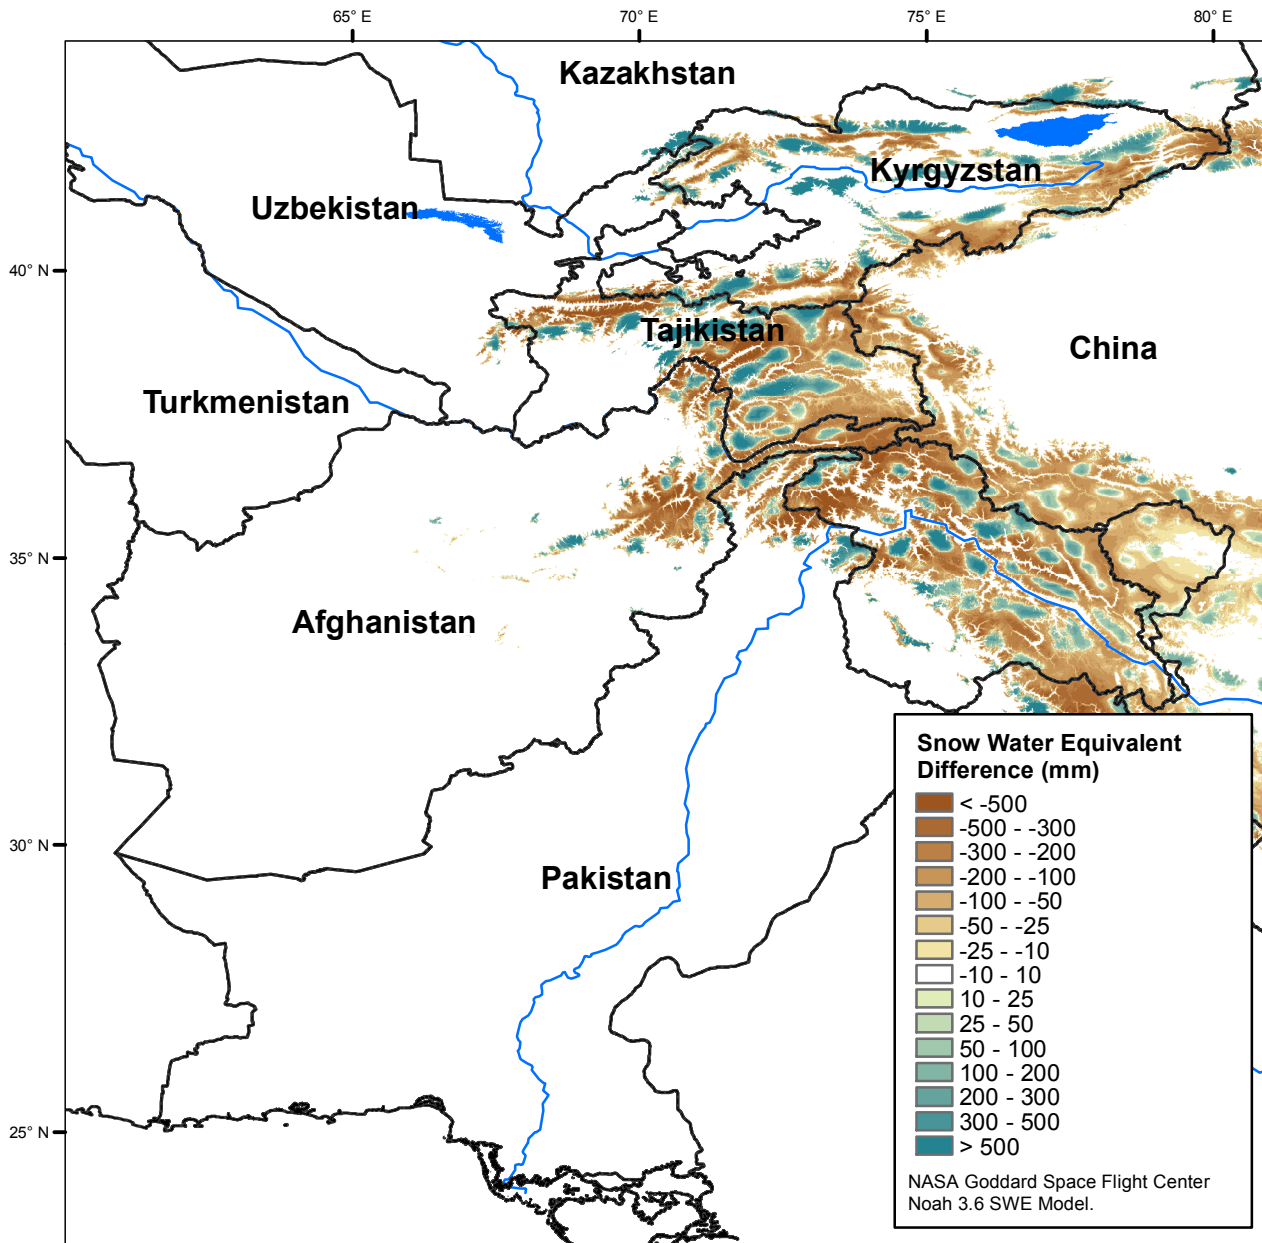 65° E
70° E
75° E
80° E
Kazakhstan
Kyrgyzstan
Uzbekistan
40° N
Tajikistan
China
Turkmenistan
35° N
Afghanistan
30° N
Pakistan
25° N
Snow Water Equivalent
Difference (mm)
< -500
-500 - -300
-300 - -200
-200 - -100
-100 - -50
-50 - -25
-25 - -10
-10 - 10
10 - 25
25 - 50
50 - 100
100 - 200
200 - 300
300 - 500
> 500
NASA Goddard Space Flight Center
Noah 3.6 SWE Model.